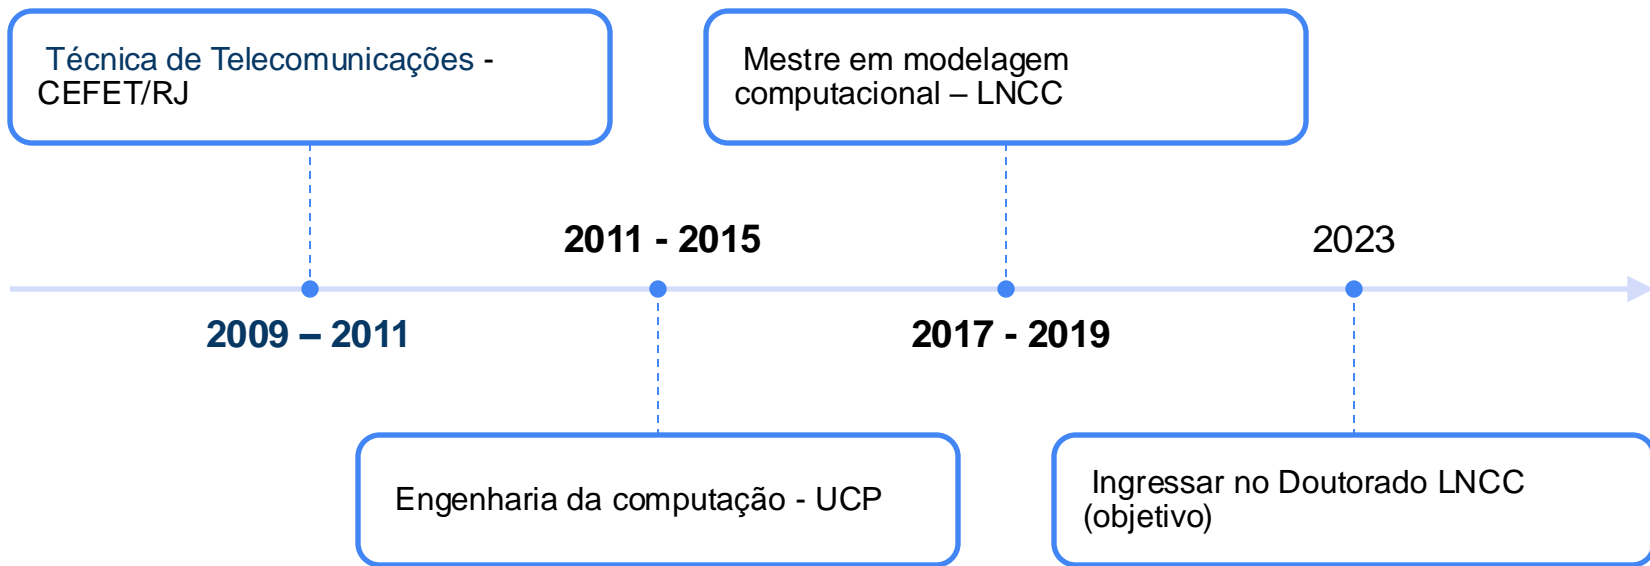 Técnica de Telecomunicações -
CEFET/RJ
Mestre em modelagem
computacional – LNCC
2011 - 2015
2023
2009 – 2011
2017 - 2019
Engenharia da computação - UCP
Ingressar no Doutorado LNCC
(objetivo)